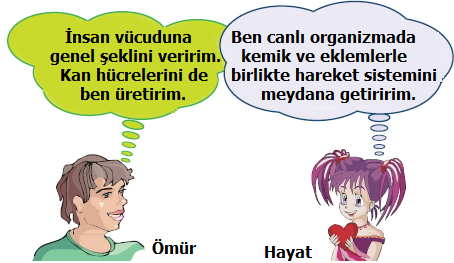 İnsan vücuduna
genel şeklini veririm.
Kan hücrelerini de
ben üretirim.
Ben canlı organizmada
kemik ve eklemlerle
birlikte hareket sistemini
meydana getiririm.
Ömür
Hayat